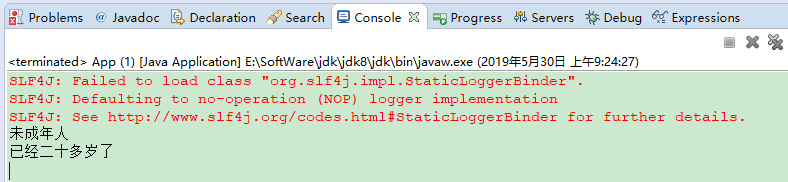 Problems @ Javadoc Declaration Search Console Progress Servers Debug Expressions
<terminated> App (1) [Java Application] E:\SoftWare\jdk\jdk8\jdk\bin\javaw.exe (2019年5月30日 上午9:24:27)
SLF4J: Failed to load class "org.slf4j.impl.StaticLoggerBinder".
SLF4J: Defaulting to no-operation (NOP) logger implementation
SLF4J: See http://www.slf4j.org/codes.html#StaticLoggerBinder for further details.
未成年人
已经二十多岁了